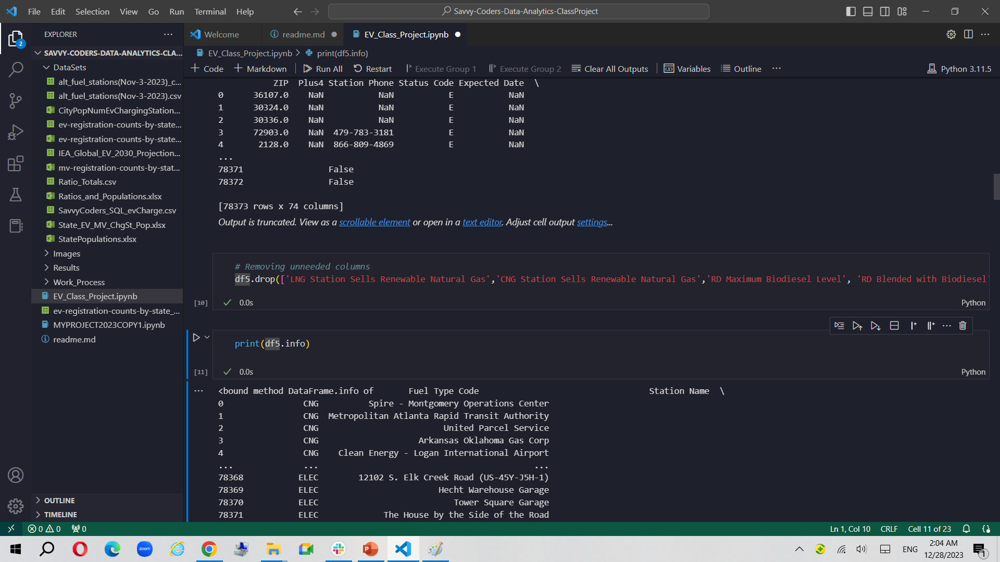 File Edit Selection View Go Run Terminal Help
Savvy-Coders-Data-Analytics-ClassProject
EXPLORER
Welcome
readme.md
EV_Class_Project.ipynb
SAVVY-CODERS-DATA-ANALYTICS-CLA...
EV_Class_Project.ipynb > print(df5.info)
DataSets
Code
Markdown
Run All
Restart
Execute Group 1
Execute Group 2
Clear All Outputs
Variables
Outline
Python 3.11.5
alt_fuel_stations(Nov-3-2023)_c...
alt_fuel_stations(Nov-3-2023).csv
CityPopNumEvChargingStation...
ev-registration-counts-by-state...
ev-registration-counts-by-state...
IEA_Global_EV_2030_Projection...
mv-registration-counts-by-stat...
Ratio_Totals.csv
Ratios_and_Populations.xlsx
SavvyCoders_SQL_evCharge.csv
State_EV_MV_ChgSt_Pop.xlsx
StatePopulations.xlsx
Images
Results
Work_Process
EV_Class_Project.ipynb
ev-registration-counts-by-state_...
MYPROJECT2023COPY1.ipynb
readme.md
OUTLINE
TIMELINE
ZIP Plus4 Station Phone Status Code Expected Date \
0 36107.0 NaN NaN E NaN
1 30324.0 NaN NaN E NaN
2 30336.0 NaN NaN E NaN
3 72903.0 NaN 479-783-3181 E NaN
4 2128.0 NaN 866-809-4869 E NaN
...
78371 False
78372 False
[78373 rows x 74 columns]
Output is truncated. View as a scrollable element or open in a text editor. Adjust cell output settings...
# Removing unneeded columns
df5.drop(['LNG Station Sells Renewable Natural Gas','CNG Station Sells Renewable Natural Gas','RD Maximum Biodiesel Level', 'RD Blended with Biodiesel'
[10] 0.0s Python
print(df5.info)
[11] 0.0s Python
<bound method DataFrame.info of Fuel Type Code Station Name \
0 CNG Spire - Montgomery Operations Center
1 CNG Metropolitan Atlanta Rapid Transit Authority
2 CNG United Parcel Service
3 CNG Arkansas Oklahoma Gas Corp
4 CNG Clean Energy - Logan International Airport
... ... ...
78368 ELEC 12102 S. Elk Creek Road (US-45Y-J5H-1)
78369 ELEC Hecht Warehouse Garage
78370 ELEC Tower Square Garage
78371 ELEC The House by the Side of the Road
0 0 0
Ln 1, Col 10 CRLF Cell 11 of 23
zoom
ENG
2:04 AM
12/28/2023
1
2